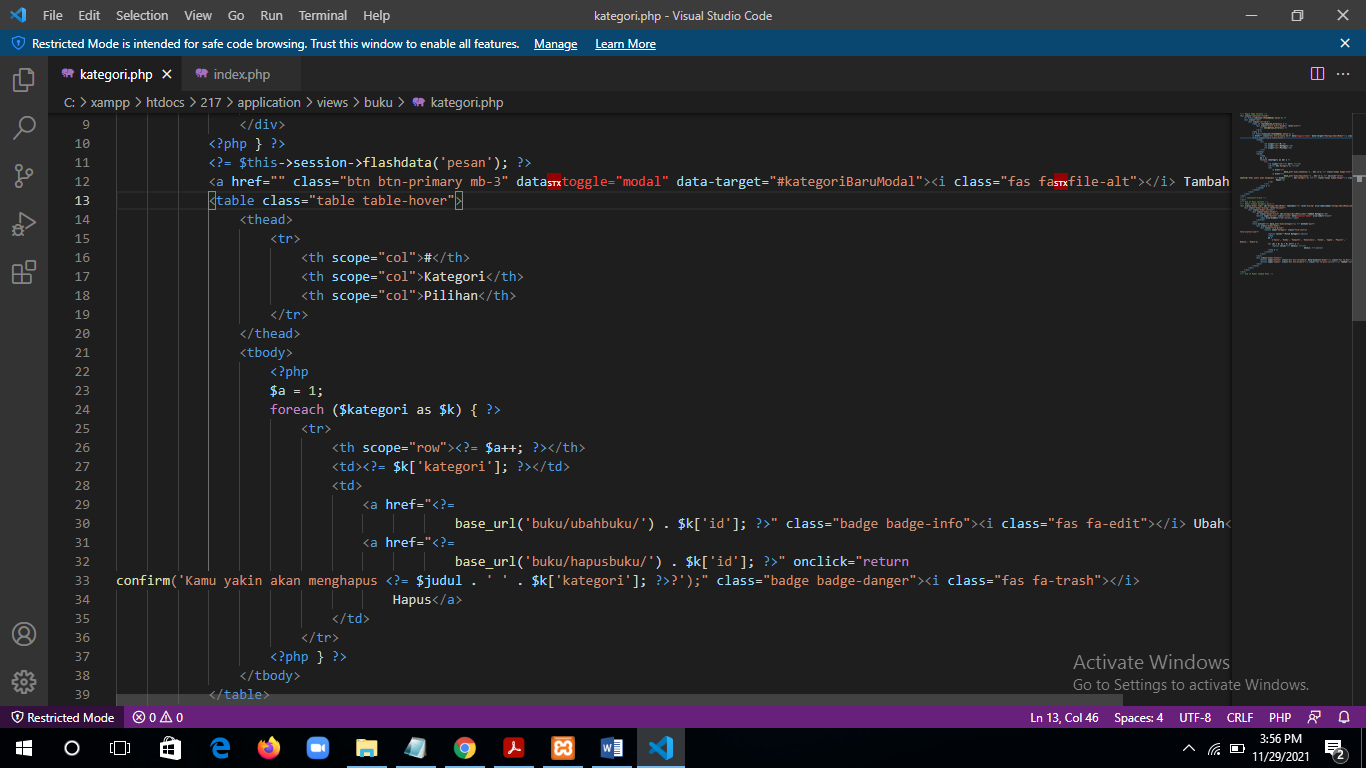 File Edit Selection View Go Run Terminal Help kategori.php - Visual Studio Code
Restricted Mode is intended for safe code browsing. Trust this window to enable all features. Manage Learn More
kategori.php index.php
C: > xampp > htdocs > 217 > application > views > buku > kategori.php
9 </div>
10 <?php } ?>
11 <?= $this->session->flashdata('pesan'); ?>
12 <a href="" class="btn btn-primary mb-3" dataSTXtoggle="modal" data-target="#kategoriBaruModal"><i class="fas faSTXfile-alt"></i> Tambah
13 <table class="table table-hover">
14 <thead>
15 <tr>
16 <th scope="col">#</th>
17 <th scope="col">Kategori</th>
18 <th scope="col">Pilihan</th>
19 </tr>
20 </thead>
21 <tbody>
22 <?php
23 $a = 1;
24 foreach ($kategori as $k) { ?>
25 <tr>
26 <th scope="row"><?= $a++; ?></th>
27 <td><?= $k['kategori']; ?></td>
28 <td>
29 <a href="<?=
30 base_url('buku/ubahbuku/') . $k['id']; ?>" class="badge badge-info"><i class="fas fa-edit"></i> Ubah<
31 <a href="<?=
32 base_url('buku/hapusbuku/') . $k['id']; ?>" onclick="return
33 confirm('Kamu yakin akan menghapus <?= $judul . ' ' . $k['kategori']; ?>?');" class="badge badge-danger"><i class="fas fa-trash"></i>
34 Hapus</a>
35 </td>
36 </tr>
37 <?php } ?>
38 </tbody>
39 </table>
Activate Windows
Go to Settings to activate Windows.
Restricted Mode 0 0 Ln 13, Col 46 Spaces: 4 UTF-8 CRLF PHP
3:56 PM
11/29/2021
2